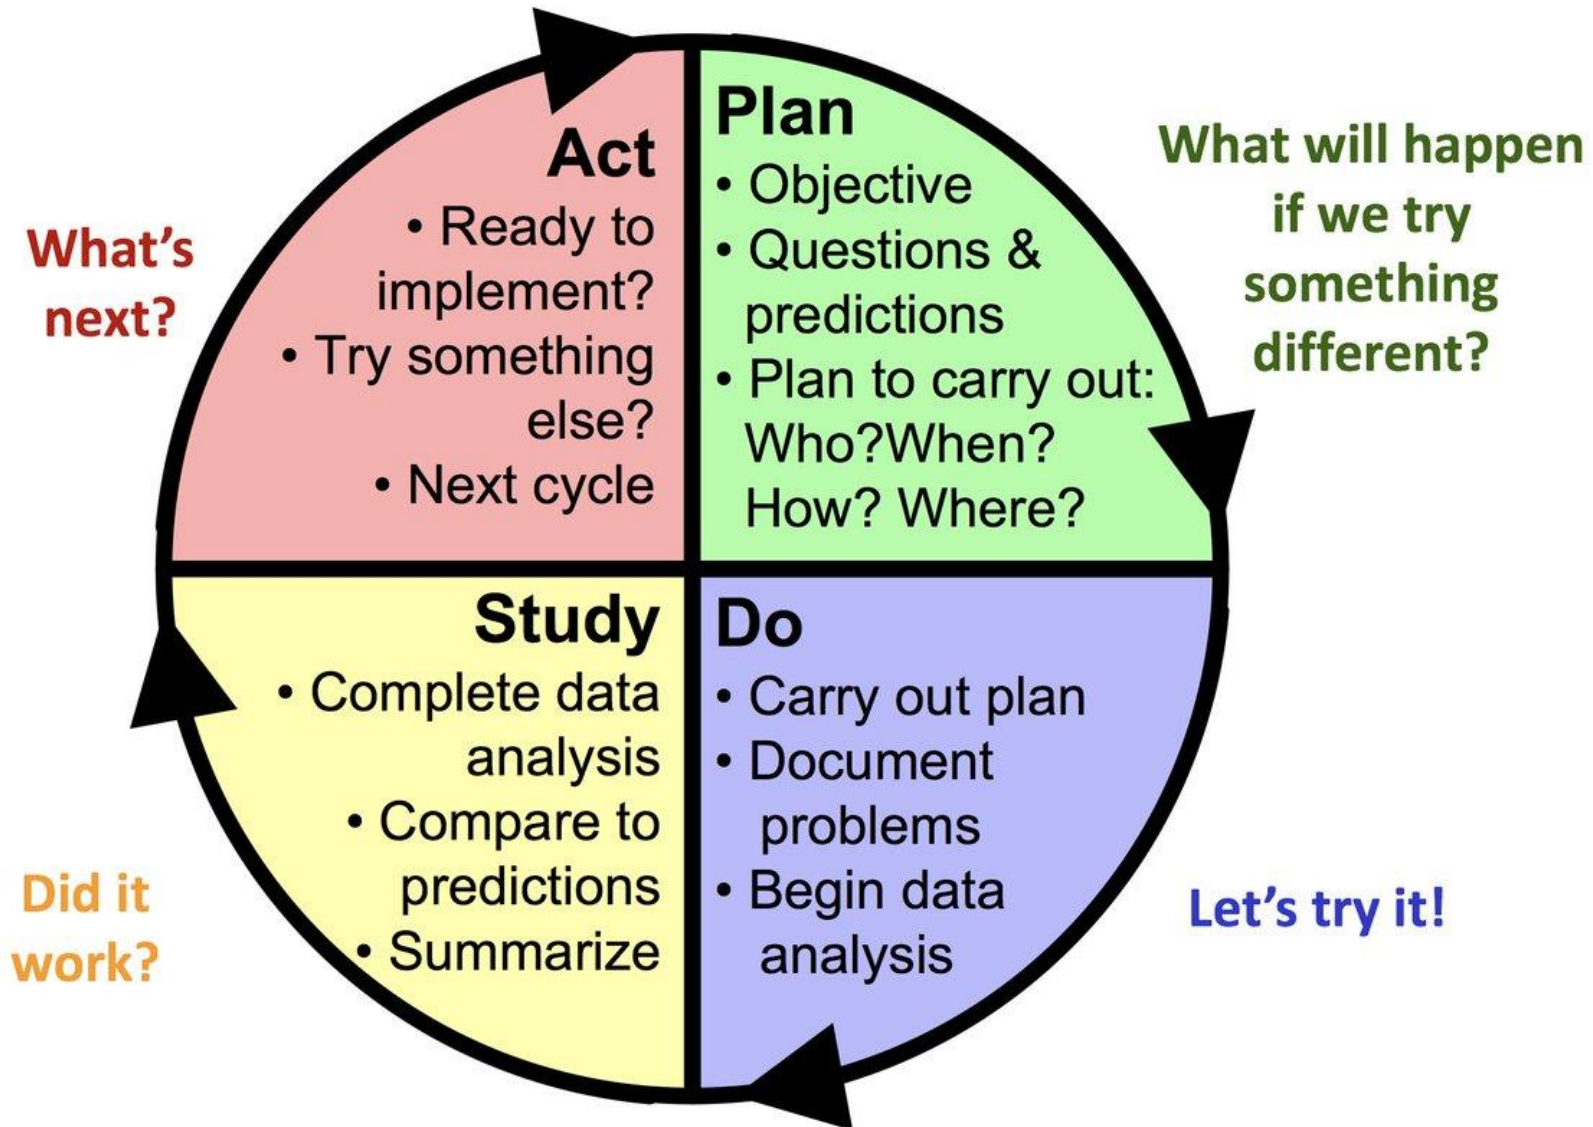 Plan
• Objective
• Questions &
predictions
• Plan to carry out:
Who?When?
How? Where?
What will happen
if we try
something
different?
Do
• Carry out plan
• Document
problems
• Begin data
analysis
Let's try it!
Study
• Complete data
analysis
• Compare to
predictions
• Summarize
Did it
work?
Act
• Ready to
implement?
• Try something
else?
• Next cycle
What's
next?